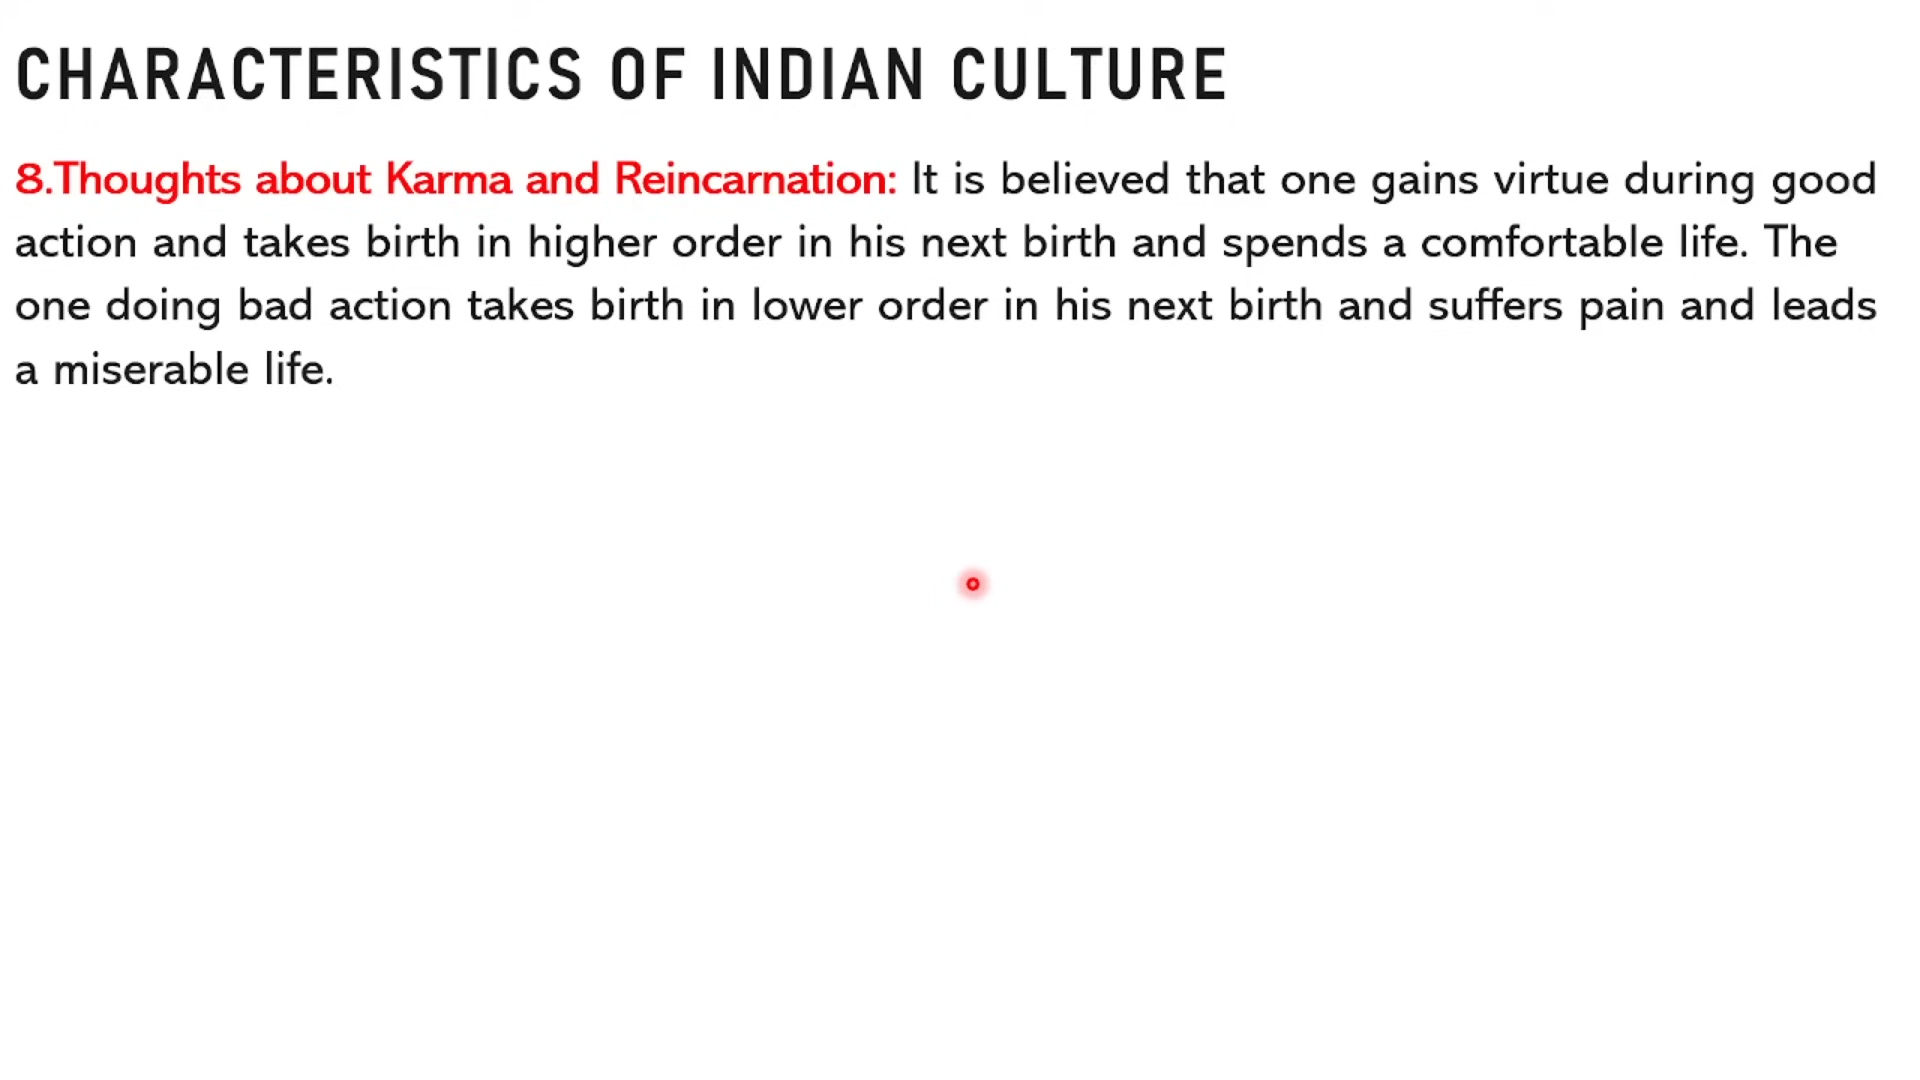 CHARACTERISTICS OF INDIAN CULTURE
8.Thoughts about Karma and Reincarnation: It is believed that one gains virtue during good
action and takes birth in higher order in his next birth and spends a comfortable life. The
one doing bad action takes birth in lower order in his next birth and suffers pain and leads
a miserable life.